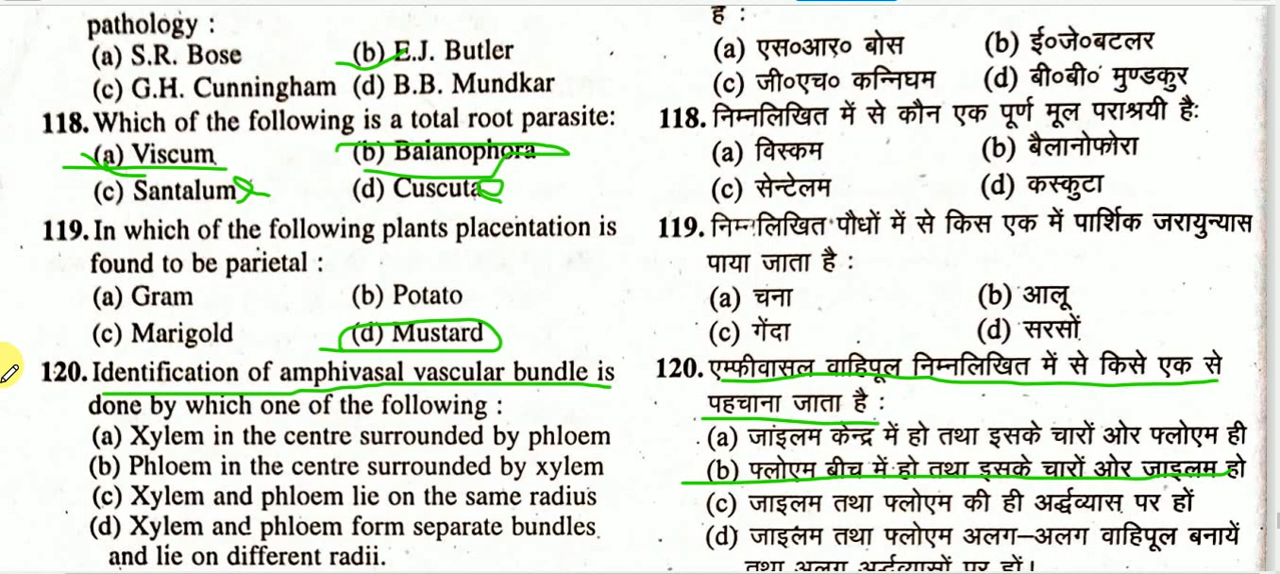 pathology :
(a) S.R. Bose (b) E.J. Butler
(c) G.H. Cunningham (d) B.B. Mundkar
118. Which of the following is a total root parasite:
(a) Viscum (b) Balanophora
(c) Santalum (d) Cuscuta
119. In which of the following plants placentation is
found to be parietal :
(a) Gram (b) Potato
(c) Marigold (d) Mustard
120. Identification of amphivasal vascular bundle is
done by which one of the following :
(a) Xylem in the centre surrounded by phloem
(b) Phloem in the centre surrounded by xylem
(c) Xylem and phloem lie on the same radius
(d) Xylem and phloem form separate bundles
and lie on different radii.
है :
(a) एस०आर० बोस (b) ई०जे०बटलर
(c) जी०एच० कन्निघम (d) बी०बी० मुण्डकुर
118. निम्नलिखित में से कौन एक पूर्ण मूल पराश्रयी है:
(a) विस्कम (b) बैलानोफोरा
(c) सेन्टेलम (d) कस्कुटा
119. निम्नलिखित पौधों में से किस एक में पार्शिक जरायुन्यास
पाया जाता है :
(a) चना (b) आलू
(c) गेंदा (d) सरसों
120. एम्फीवासल वाहिपूल निम्नलिखित में से किसे एक से
पहचाना जाता है :
(a) जाइलम केन्द्र में हो तथा इसके चारों ओर फ्लोएम ही
(b) फ्लोएम बीच में हो तथा इसके चारों ओर जाइलम हो
(c) जाइलम तथा फ्लोएम की ही अर्द्धव्यास पर हों
(d) जाइलम तथा फ्लोएम अलग-अलग वाहिपूल बनायें
तथा अलग अर्द्धव्यासों पर हों।